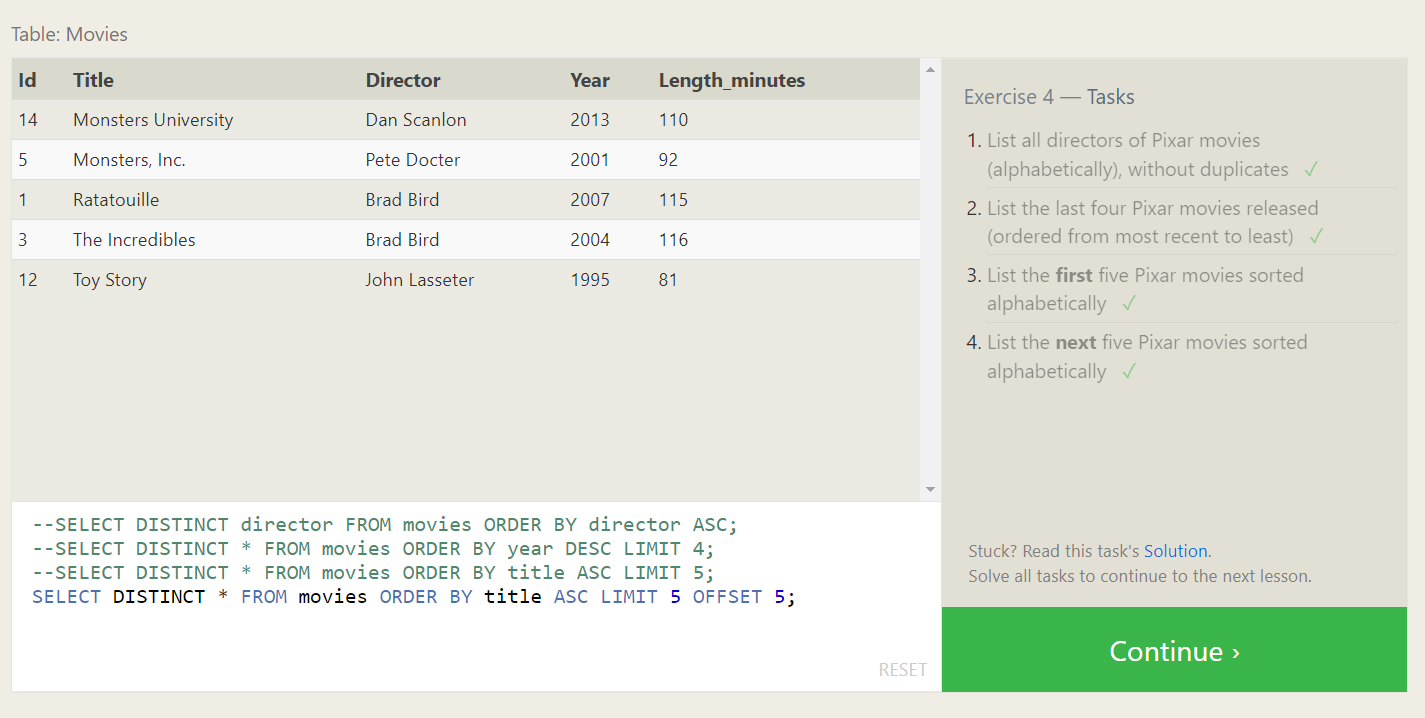 Table: Movies
Id Title Director Year Length_minutes
14 Monsters University Dan Scanlon 2013 110
5 Monsters, Inc. Pete Docter 2001 92
1 Ratatouille Brad Bird 2007 115
3 The Incredibles Brad Bird 2004 116
12 Toy Story John Lasseter 1995 81
--SELECT DISTINCT director FROM movies ORDER BY director ASC;
--SELECT DISTINCT * FROM movies ORDER BY year DESC LIMIT 4;
--SELECT DISTINCT * FROM movies ORDER BY title ASC LIMIT 5;
SELECT DISTINCT * FROM movies ORDER BY title ASC LIMIT 5 OFFSET 5;
RESET
Exercise 4 — Tasks
1. List all directors of Pixar movies
(alphabetically), without duplicates ✓
2. List the last four Pixar movies released
(ordered from most recent to least) ✓
3. List the first five Pixar movies sorted
alphabetically ✓
4. List the next five Pixar movies sorted
alphabetically ✓
Stuck? Read this task's Solution.
Solve all tasks to continue to the next lesson.
Continue ›